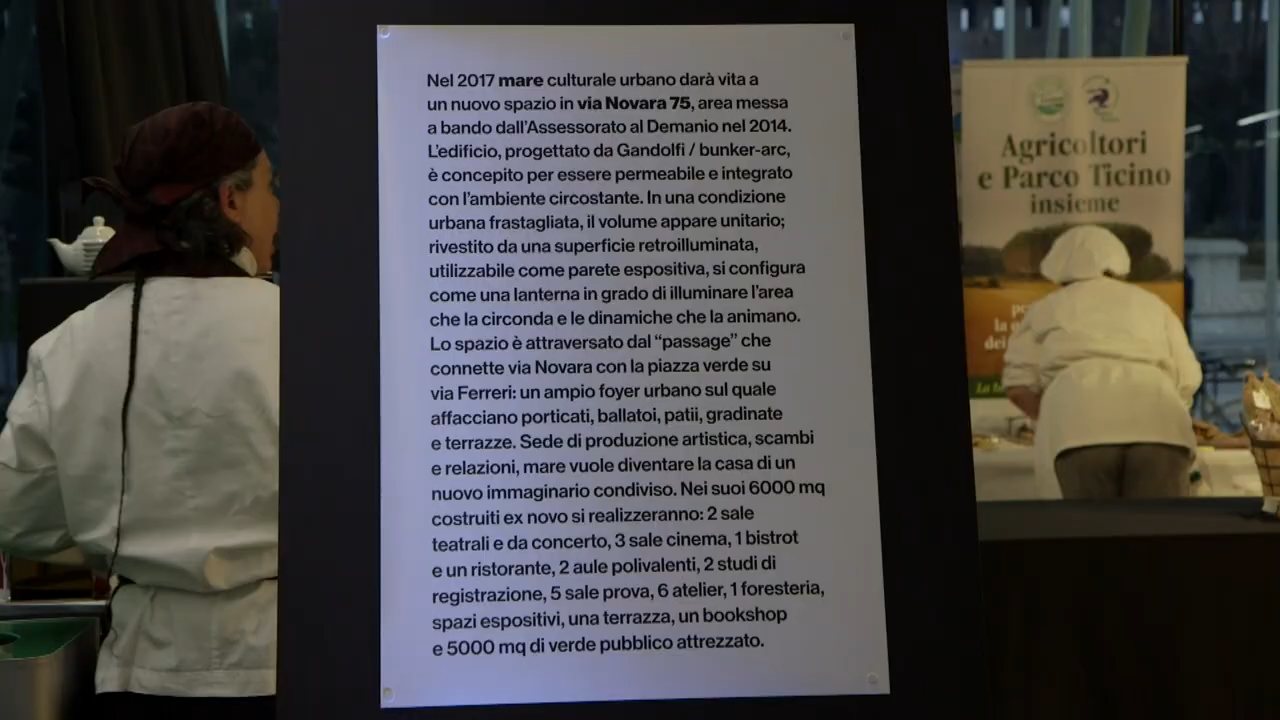 Nel 2017 mare culturale urbano darà vita a
un nuovo spazio in via Novara 75, area messa
a bando dall'Assessorato al Demanio nel 2014.
L'edificio, progettato da Gandolfi / bunker-arc,
è concepito per essere permeabile e integrato
con l'ambiente circostante. In una condizione
urbana frastagliata, il volume appare unitario;
rivestito da una superficie retroilluminata,
utilizzabile come parete espositiva, si configura
come una lanterna in grado di illuminare l'area
che la circonda e le dinamiche che la animano.
Lo spazio è attraversato dal “passage” che
connette via Novara con la piazza verde su
via Ferreri: un ampio foyer urbano sul quale
affacciano porticati, ballatoi, patii, gradinate
e terrazze. Sede di produzione artistica, scambi
e relazioni, mare vuole diventare la casa di un
nuovo immaginario condiviso. Nei suoi 6000 mq
costruiti ex novo si realizzeranno: 2 sale
teatrali e da concerto, 3 sale cinema, 1 bistrot
e un ristorante, 2 aule polivalenti, 2 studi di
registrazione, 5 sale prova, 6 atelier, 1 foresteria,
spazi espositivi, una terrazza, un bookshop
e 5000 mq di verde pubblico attrezzato.
Agricoltori
e Parco Ticino
insieme